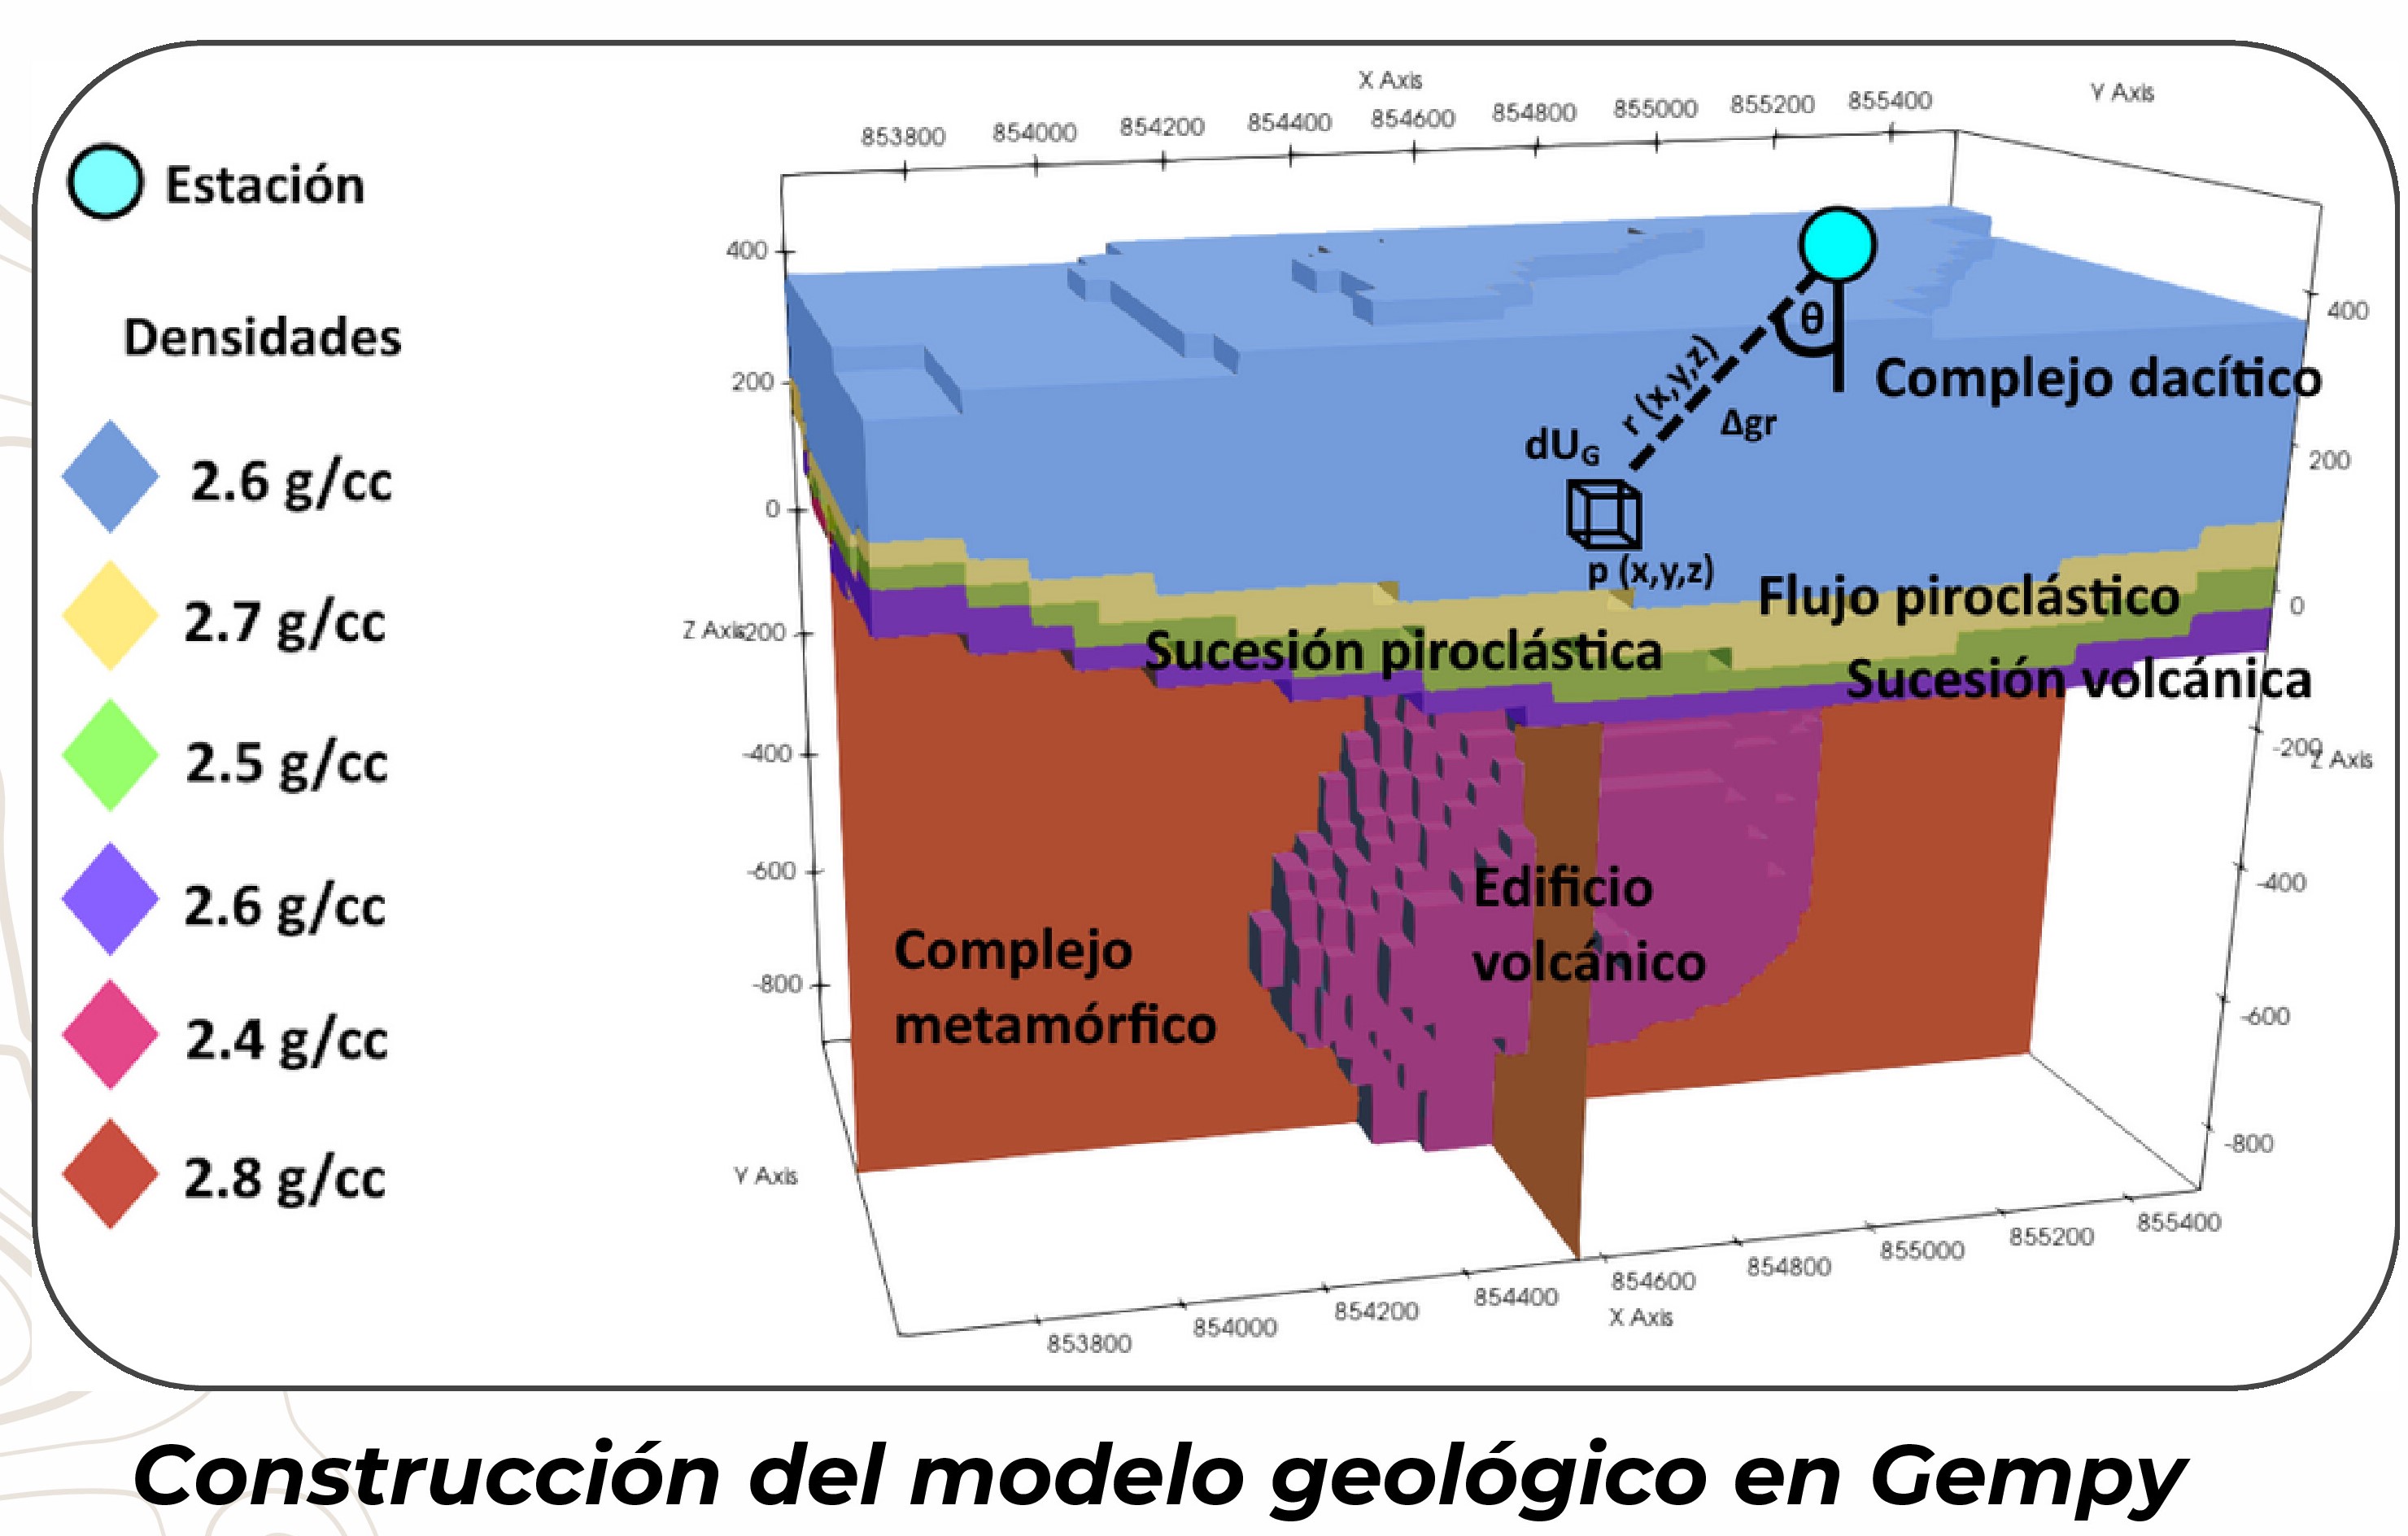 X Axis
Y Axis
853800 854000 854200 854400 854600 854800 855000 855200 855400
Estación
Densidades
2.6 g/cc
2.7 g/cc
2.5 g/cc
2.6 g/cc
2.4 g/cc
2.8 g/cc
400
200
0
-200
Z Axis
-400
-600
-800
Y Axis
θ
r (x,y,z)
Δgr
dUG
p (x,y,z)
Complejo dacítico
Flujo piroclástico
Sucesión piroclástica
Sucesión volcánica
Edificio
volcánico
Complejo
metamórfico
400
200
0
-200
Z Axis
-400
-600
-800
853800 854000 854200 854400 854600 854800 855000 855200 855400
X Axis
Construcción del modelo geológico en Gempy